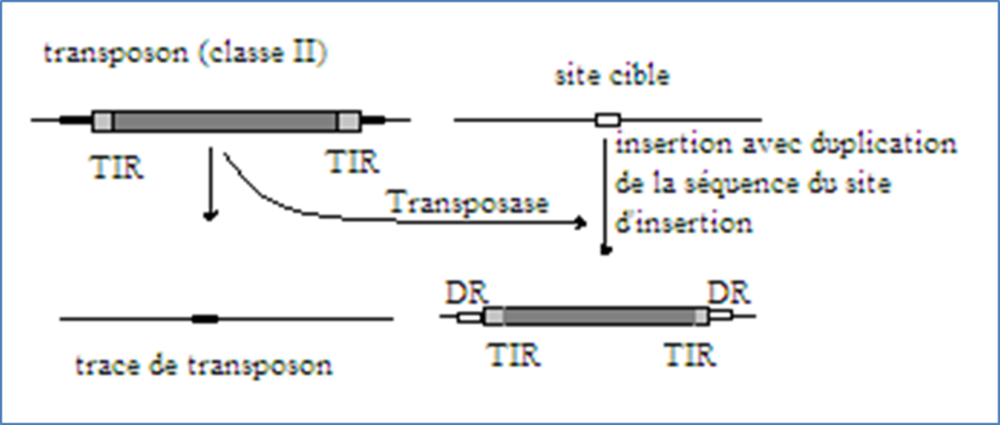 transposon (classe II)
site cible
TIR
TIR
insertion avec duplication
de la séquence du site
d'insertion
Transposase
DR
DR
TIR
TIR
trace de transposon